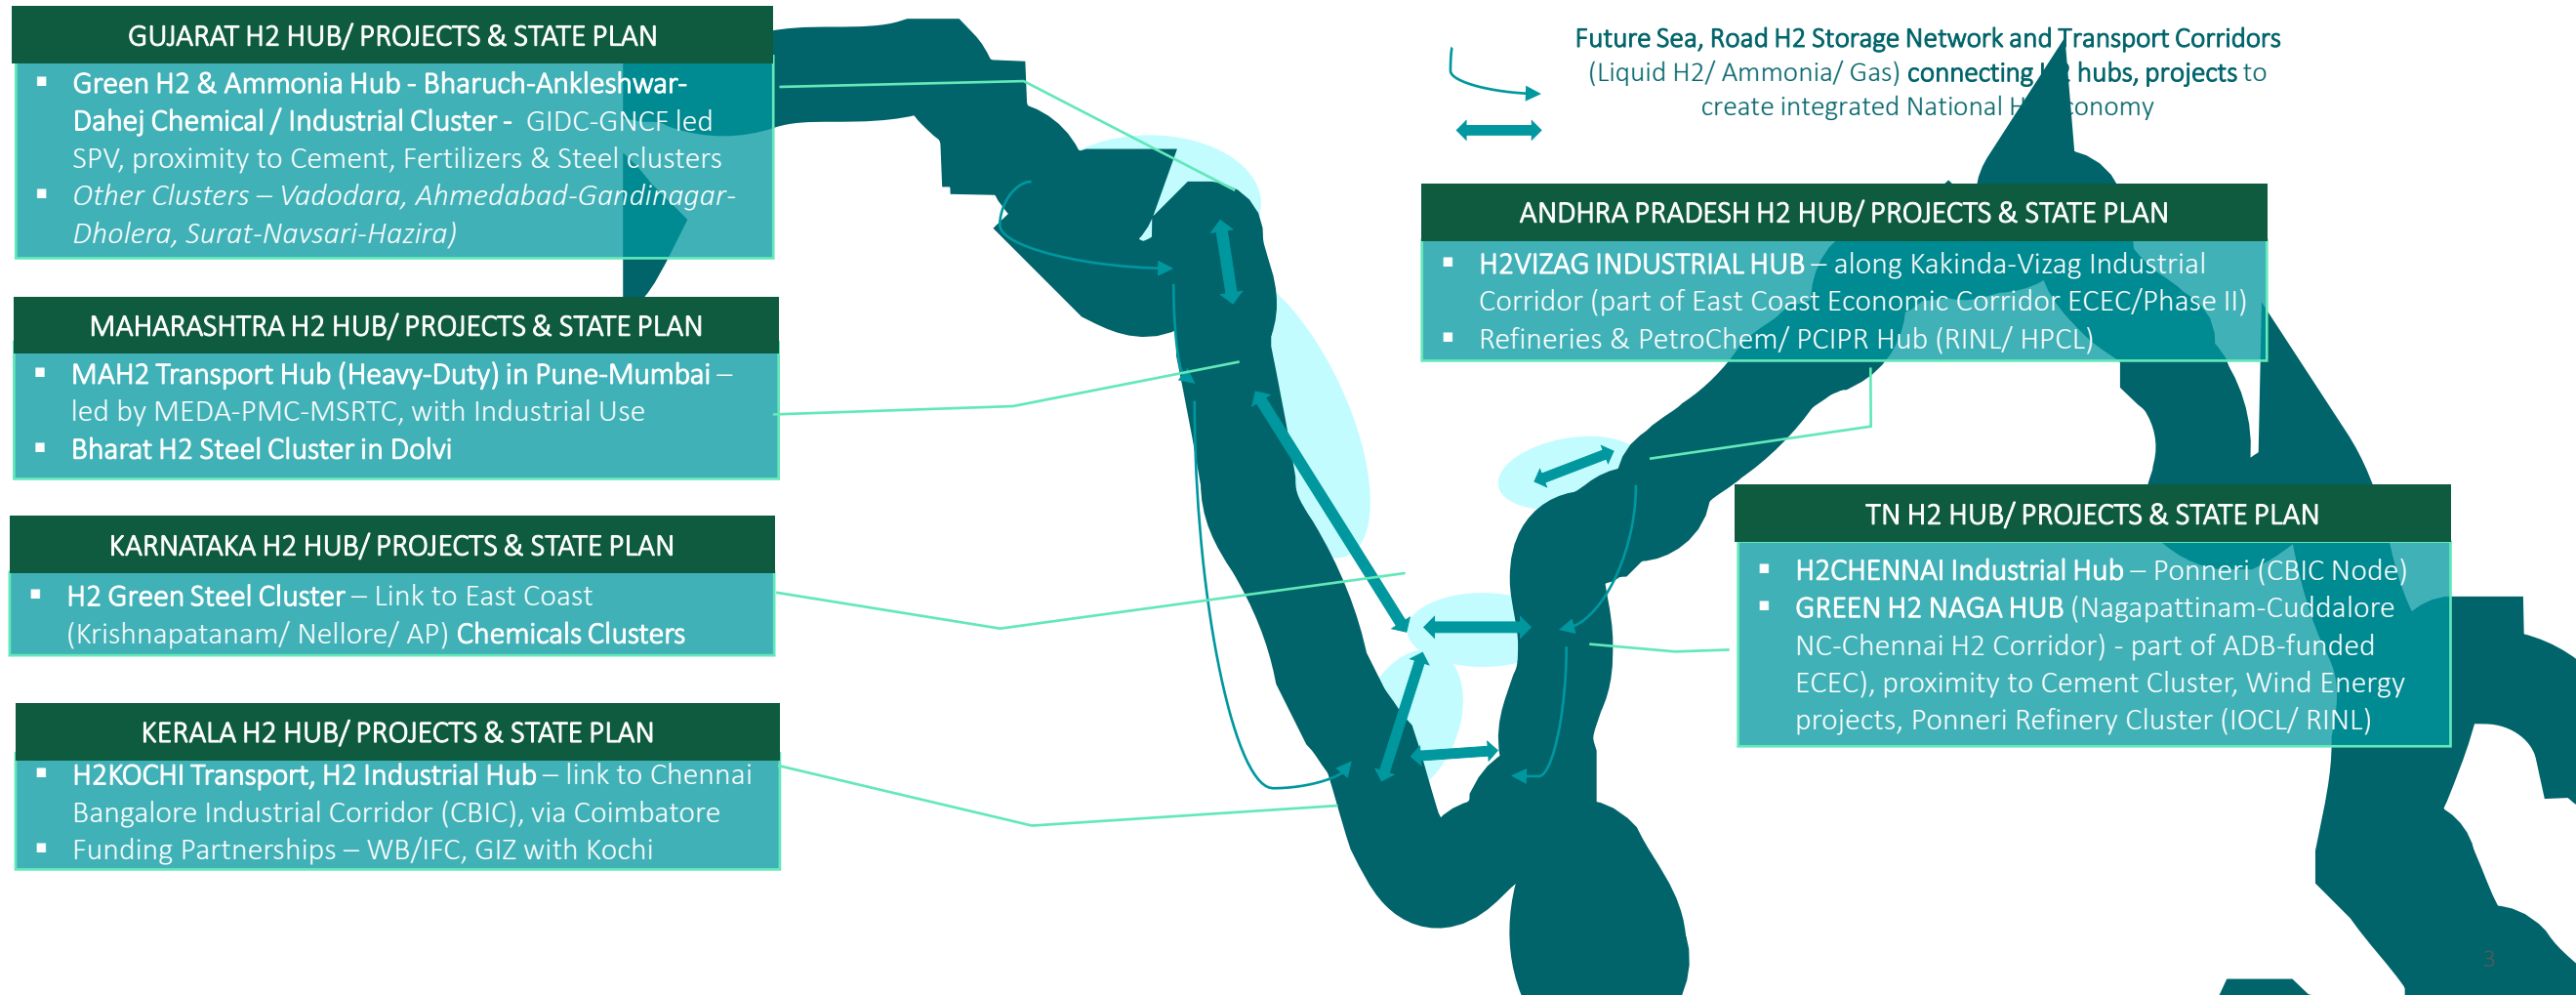 GUJARAT H2 HUB/ PROJECTS & STATE PLAN
▪ Green H2 & Ammonia Hub - Bharuch-Ankleshwar-
Dahej Chemical / Industrial Cluster - GIDC-GNCF led
SPV, proximity to Cement, Fertilizers & Steel clusters
▪ Other Clusters – Vadodara, Ahmedabad-Gandinagar-
Dholera, Surat-Navsari-Hazira)
MAHARASHTRA H2 HUB/ PROJECTS & STATE PLAN
▪ MAH2 Transport Hub (Heavy-Duty) in Pune-Mumbai –
led by MEDA-PMC-MSRTC, with Industrial Use
▪ Bharat H2 Steel Cluster in Dolvi
KARNATAKA H2 HUB/ PROJECTS & STATE PLAN
▪ H2 Green Steel Cluster – Link to East Coast
(Krishnapatanam/ Nellore/ AP) Chemicals Clusters
KERALA H2 HUB/ PROJECTS & STATE PLAN
▪ H2KOCHI Transport, H2 Industrial Hub – link to Chennai
Bangalore Industrial Corridor (CBIC), via Coimbatore
▪ Funding Partnerships – WB/IFC, GIZ with Kochi
Future Sea, Road H2 Storage Network and Transport Corridors
(Liquid H2/ Ammonia/ Gas) connecting hubs, projects to
create integrated National
ANDHRA PRADESH H2 HUB/ PROJECTS & STATE PLAN
▪ H2VIZAG INDUSTRIAL HUB – along Kakinda-Vizag Industrial
Corridor (part of East Coast Economic Corridor ECEC/Phase II)
▪ Refineries & PetroChem/ PCIPR Hub (RINL/ HPCL)
TN H2 HUB/ PROJECTS & STATE PLAN
▪ H2CHENNAI Industrial Hub – Ponneri (CBIC Node)
▪ GREEN H2 NAGA HUB (Nagapattinam-Cuddalore
NC-Chennai H2 Corridor) - part of ADB-funded
ECEC), proximity to Cement Cluster, Wind Energy
projects, Ponneri Refinery Cluster (IOCL/ RINL)
3